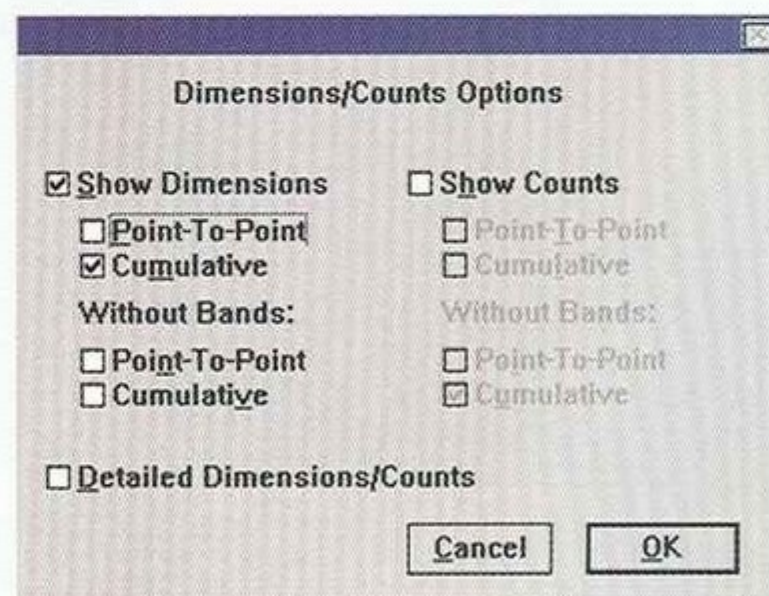 Dimensions/Counts Options
Show Dimensions
Point-To-Point
Cumulative
Without Bands:
Point-To-Point
Cumulative
Show Counts
Point-To-Point
Cumulative
Without Bands:
Point-To-Point
Cumulative
Detailed Dimensions/Counts
Cancel
OK